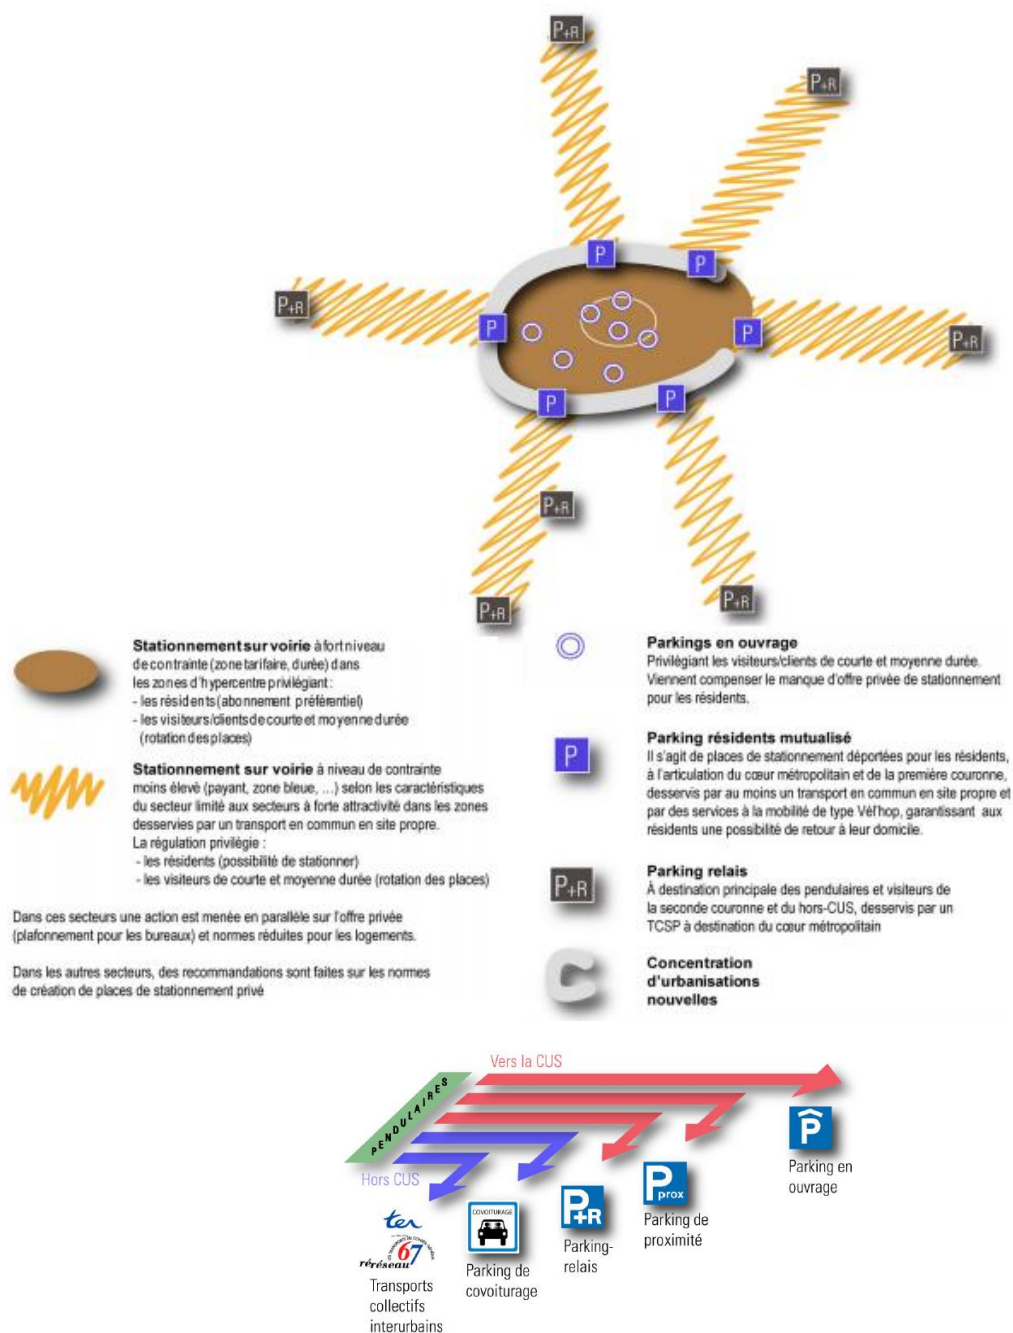 P+R
P+R
P
P
P+R
P
P
P+R
P
P
P+R
P+R
P+R
Stationnement sur voirie à fort niveau
de contrainte (zone tarifaire, durée) dans
les zones d'hypercentre privilégiant :
- les résidents (abonnement préférentiel)
- les visiteurs/clients de courte et moyenne durée
(rotation des places)
Stationnement sur voirie à niveau de contrainte
moins élevé (payant, zone bleue, ...) selon les caractéristiques
du secteur limité aux secteurs à forte attractivité dans les zones
desservies par un transport en commun en site propre.
La régulation privilégie :
- les résidents (possibilité de stationner)
- les visiteurs de courte et moyenne durée (rotation des places)
Dans ces secteurs une action est menée en parallèle sur l'offre privée
(plafonnement pour les bureaux) et normes réduites pour les logements.
Dans les autres secteurs, des recommandations sont faites sur les normes
de création de places de stationnement privé
Parkings en ouvrage
Privilégiant les visiteurs/clients de courte et moyenne durée.
Viennent compenser le manque d'offre privée de stationnement
pour les résidents.
P
Parking résidents mutualisé
Il s'agit de places de stationnement déportées pour les résidents,
à l'articulation du cœur métropolitain et de la première couronne,
desservis par au moins un transport en commun en site propre et
par des services à la mobilité de type Vél'hop, garantissant aux
résidents une possibilité de retour à leur domicile.
P+R
Parking relais
À destination principale des pendulaires et visiteurs de
la seconde couronne et du hors-CUS, desservis par un
TCSP à destination du cœur métropolitain
Concentration
d'urbanisations
nouvelles
Vers la CUS
PENDULAIRES
Hors CUS
P
Parking en
ouvrage
P prox
Parking de
proximité
P+R
Parking-
relais
COVOITURAGE
Parking de
covoiturage
ter
réseau 67
Transports
collectifs
interurbains